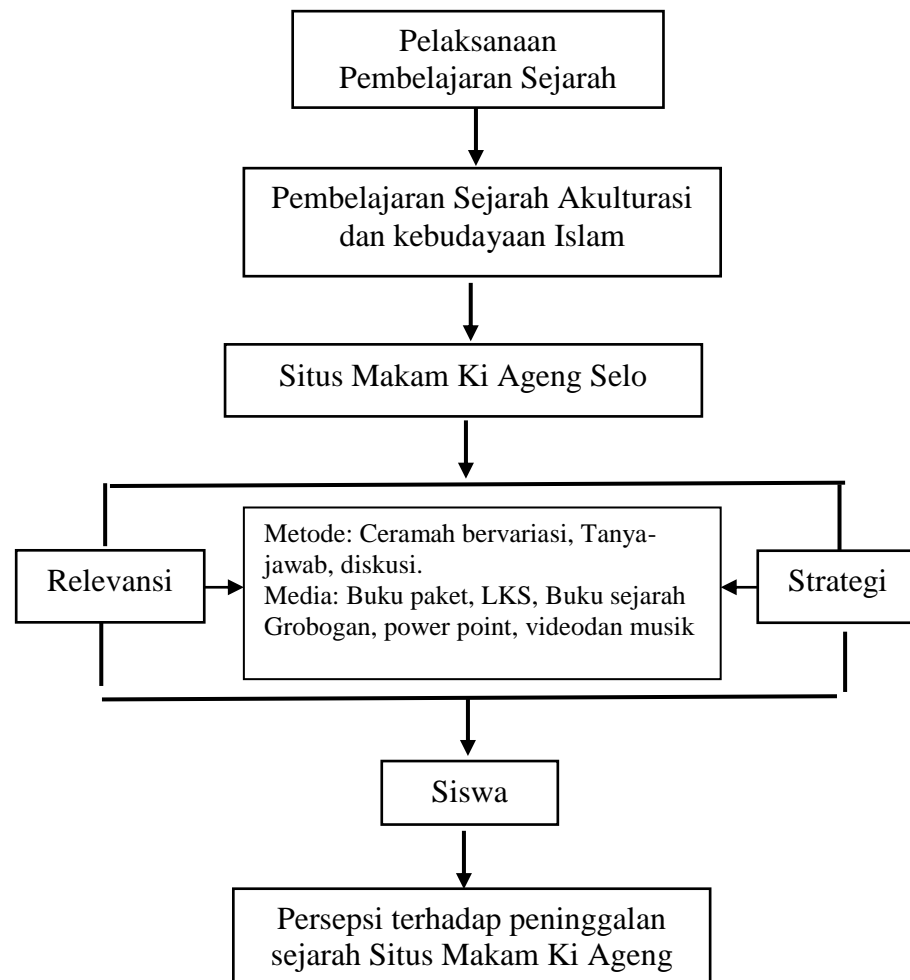 Pelaksanaan
Pembelajaran Sejarah
Pembelajaran Sejarah Akulturasi
dan kebudayaan Islam
Situs Makam Ki Ageng Selo
Relevansi
Metode: Ceramah bervariasi, Tanya-
jawab, diskusi.
Media: Buku paket, LKS, Buku sejarah
Grobogan, power point, videodan musik
Strategi
Siswa
Persepsi terhadap peninggalan
sejarah Situs Makam Ki Ageng